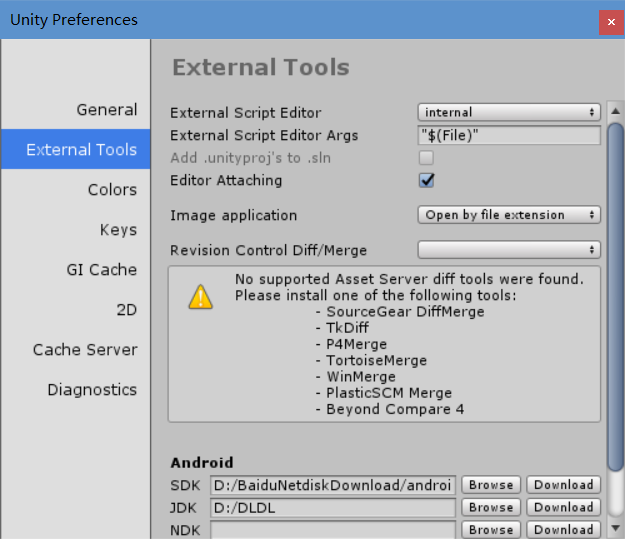 Unity Preferences
External Tools
General
External Tools
Colors
Keys
GI Cache
2D
Cache Server
Diagnostics
External Script Editor internal
External Script Editor Args "$(File)"
Add .unityproj's to .sln
Editor Attaching
Image application Open by file extension
Revision Control Diff/Merge
No supported Asset Server diff tools were found.
Please install one of the following tools:
- SourceGear DiffMerge
- TkDiff
- P4Merge
- TortoiseMerge
- WinMerge
- PlasticSCM Merge
- Beyond Compare 4
Android
SDK D:/BaiduNetdiskDownload/androi Browse Download
JDK D:/DLDL Browse Download
NDK Browse Download